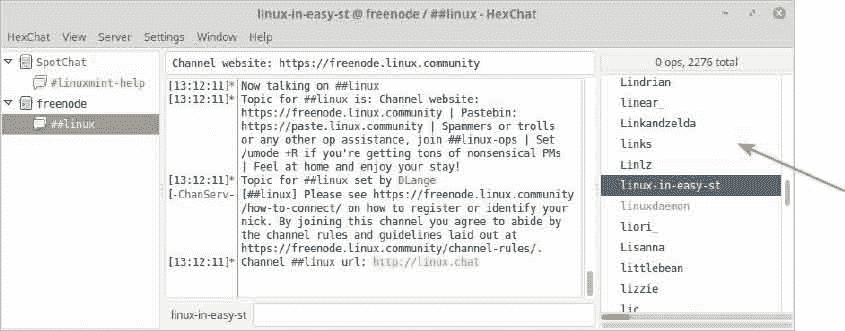 linux-in-easy-st @ freenode / ##linux - HexChat
HexChat View Server Settings Window Help
SpotChat
#linuxmint-help
freenode
##linux
Channel website: https://freenode.linux.community
[13:12:11]* Now talking on ##linux
[13:12:11]* Topic for ##linux is: Channel website:
https://freenode.linux.community | Pastebin:
https://paste.linux.community | Spammers or trolls
or any other op assistance, join ##linux-ops | Set
/umode +R if you're getting tons of nonsensical PMs
| Feel at home and enjoy your stay!
[13:12:11]* Topic for ##linux set by DLange
[-ChanServ- [##linux] Please see https://freenode.linux.community
/how-to-connect/ on how to register or identify your
nick. By joining this channel you agree to abide by
the channel rules and guidelines laid out at
https://freenode.linux.community/channel-rules/.
[13:12:11]* Channel ##linux url: http://linux.chat
linux-in-easy-st
0 ops, 2276 total
Lindrian
linear_
Linkandzelda
links
Linlz
linux-in-easy-st
linuxdaemon
liori_
Lisanna
littlebean
lizzie
lic